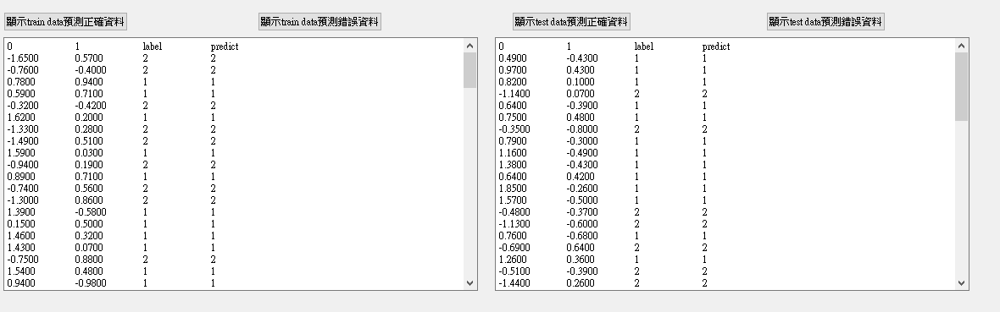 顯示train data預測正確資料 顯示train data預測錯誤資料 顯示test data預測正確資料 顯示test data預測錯誤資料
0 1 label predict
-1.6500 0.5700 2 2
-0.7600 -0.4000 2 2
0.7800 0.9400 1 1
0.5900 0.7100 1 1
-0.3200 -0.4200 2 2
1.6200 0.2000 1 1
-1.3300 0.2800 2 2
-1.4900 0.5100 2 2
1.5900 0.0300 1 1
-0.9400 0.1900 2 2
0.8900 0.7100 1 1
-0.7400 0.5600 2 2
-1.3000 0.8600 2 2
1.3900 -0.5800 1 1
0.1500 0.5000 1 1
1.4600 0.3200 1 1
1.4300 0.0700 1 1
-0.7500 0.8800 2 2
1.5400 0.4800 1 1
0.9400 -0.9800 1 1
0 1 label predict
0.4900 -0.4300 1 1
0.9700 0.4300 1 1
0.8200 0.1000 1 1
-1.1400 0.0700 2 2
0.6400 -0.3900 1 1
0.7500 0.4800 1 1
-0.3500 -0.8000 2 2
0.7900 -0.3000 1 1
1.1600 -0.4900 1 1
1.3800 -0.4300 1 1
0.6400 0.4200 1 1
1.8500 -0.2600 1 1
1.5700 -0.5000 1 1
-0.4800 -0.3700 2 2
-1.1300 -0.6000 2 2
0.7600 -0.6800 1 1
-0.6900 0.6400 2 2
1.2600 0.3600 1 1
-0.5100 -0.3900 2 2
-1.4400 0.2600 2 2